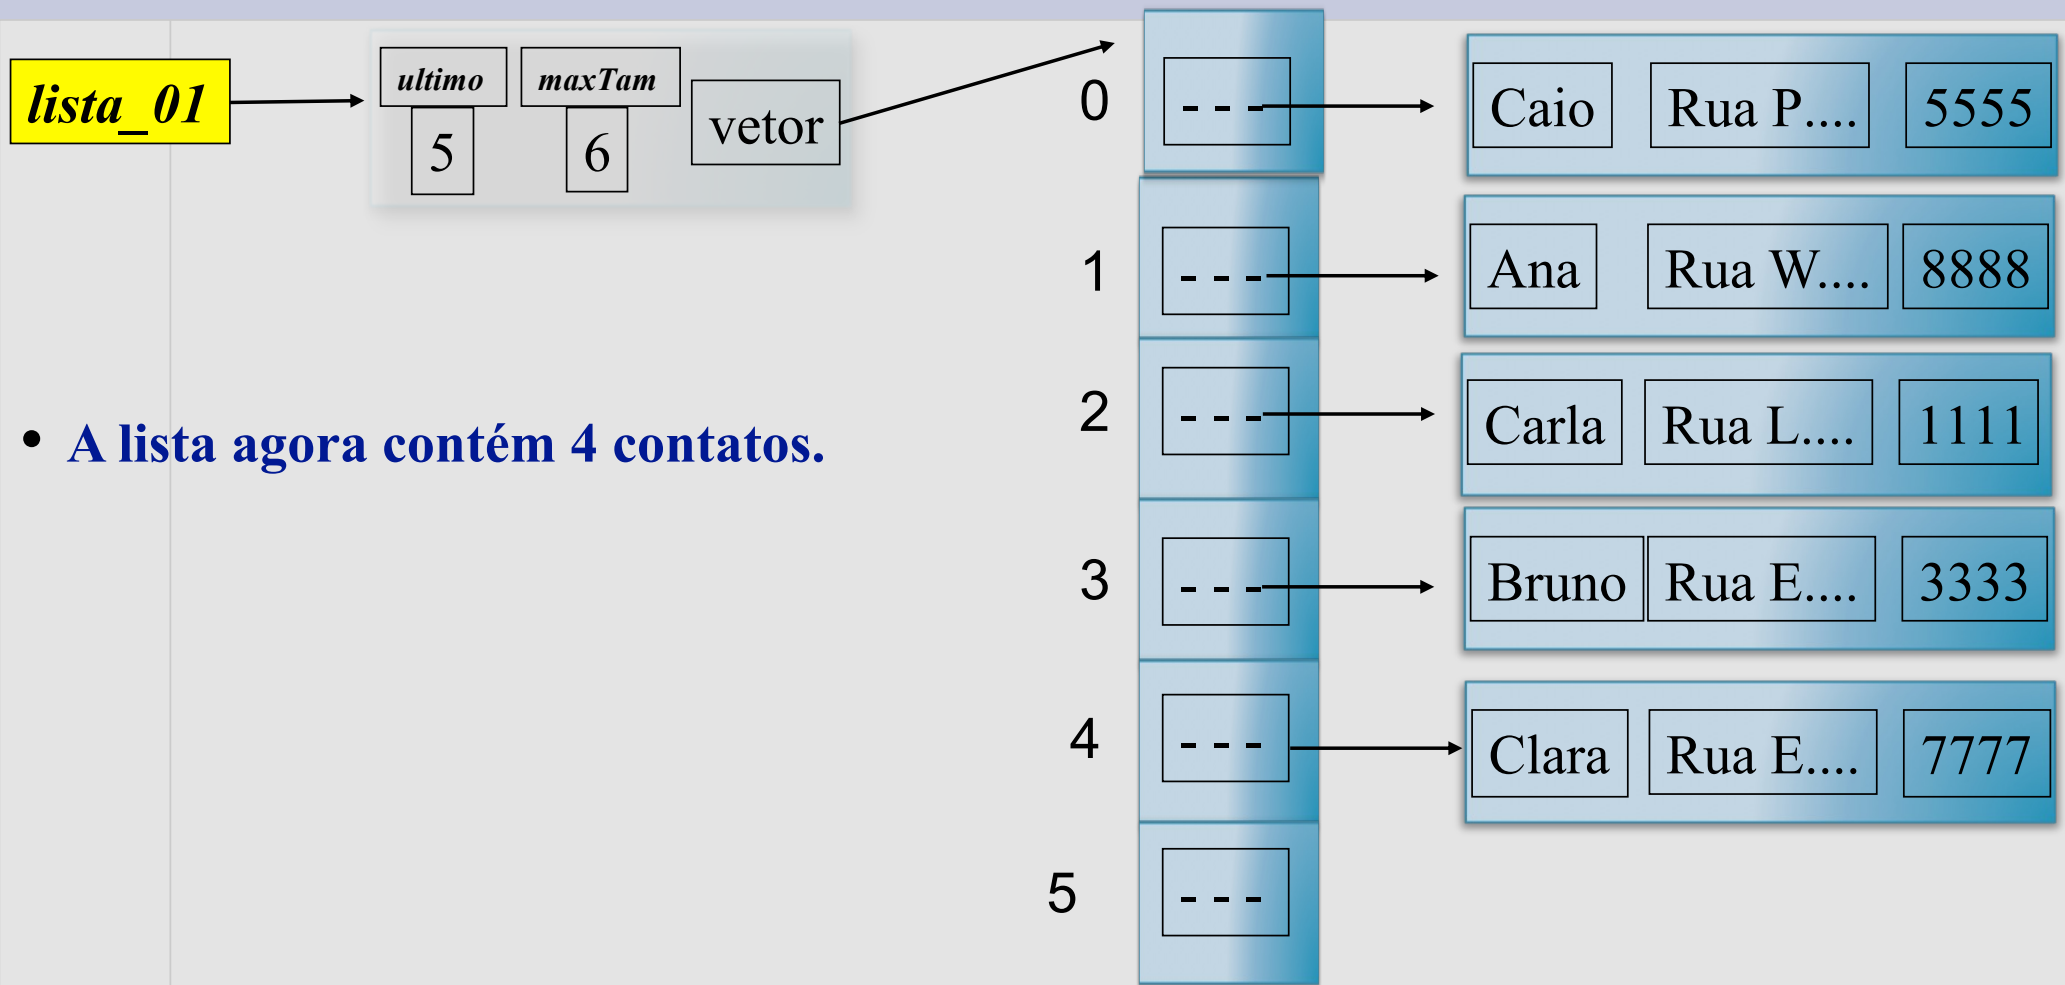 lista_01
ultimo maxTam
5 6 vetor
• A lista agora contém 4 contatos.
0 - - - Caio Rua P.... 5555
1 - - - Ana Rua W.... 8888
2 - - - Carla Rua L.... 1111
3 - - - Bruno Rua E.... 3333
4 - - - Clara Rua E.... 7777
5 - - -